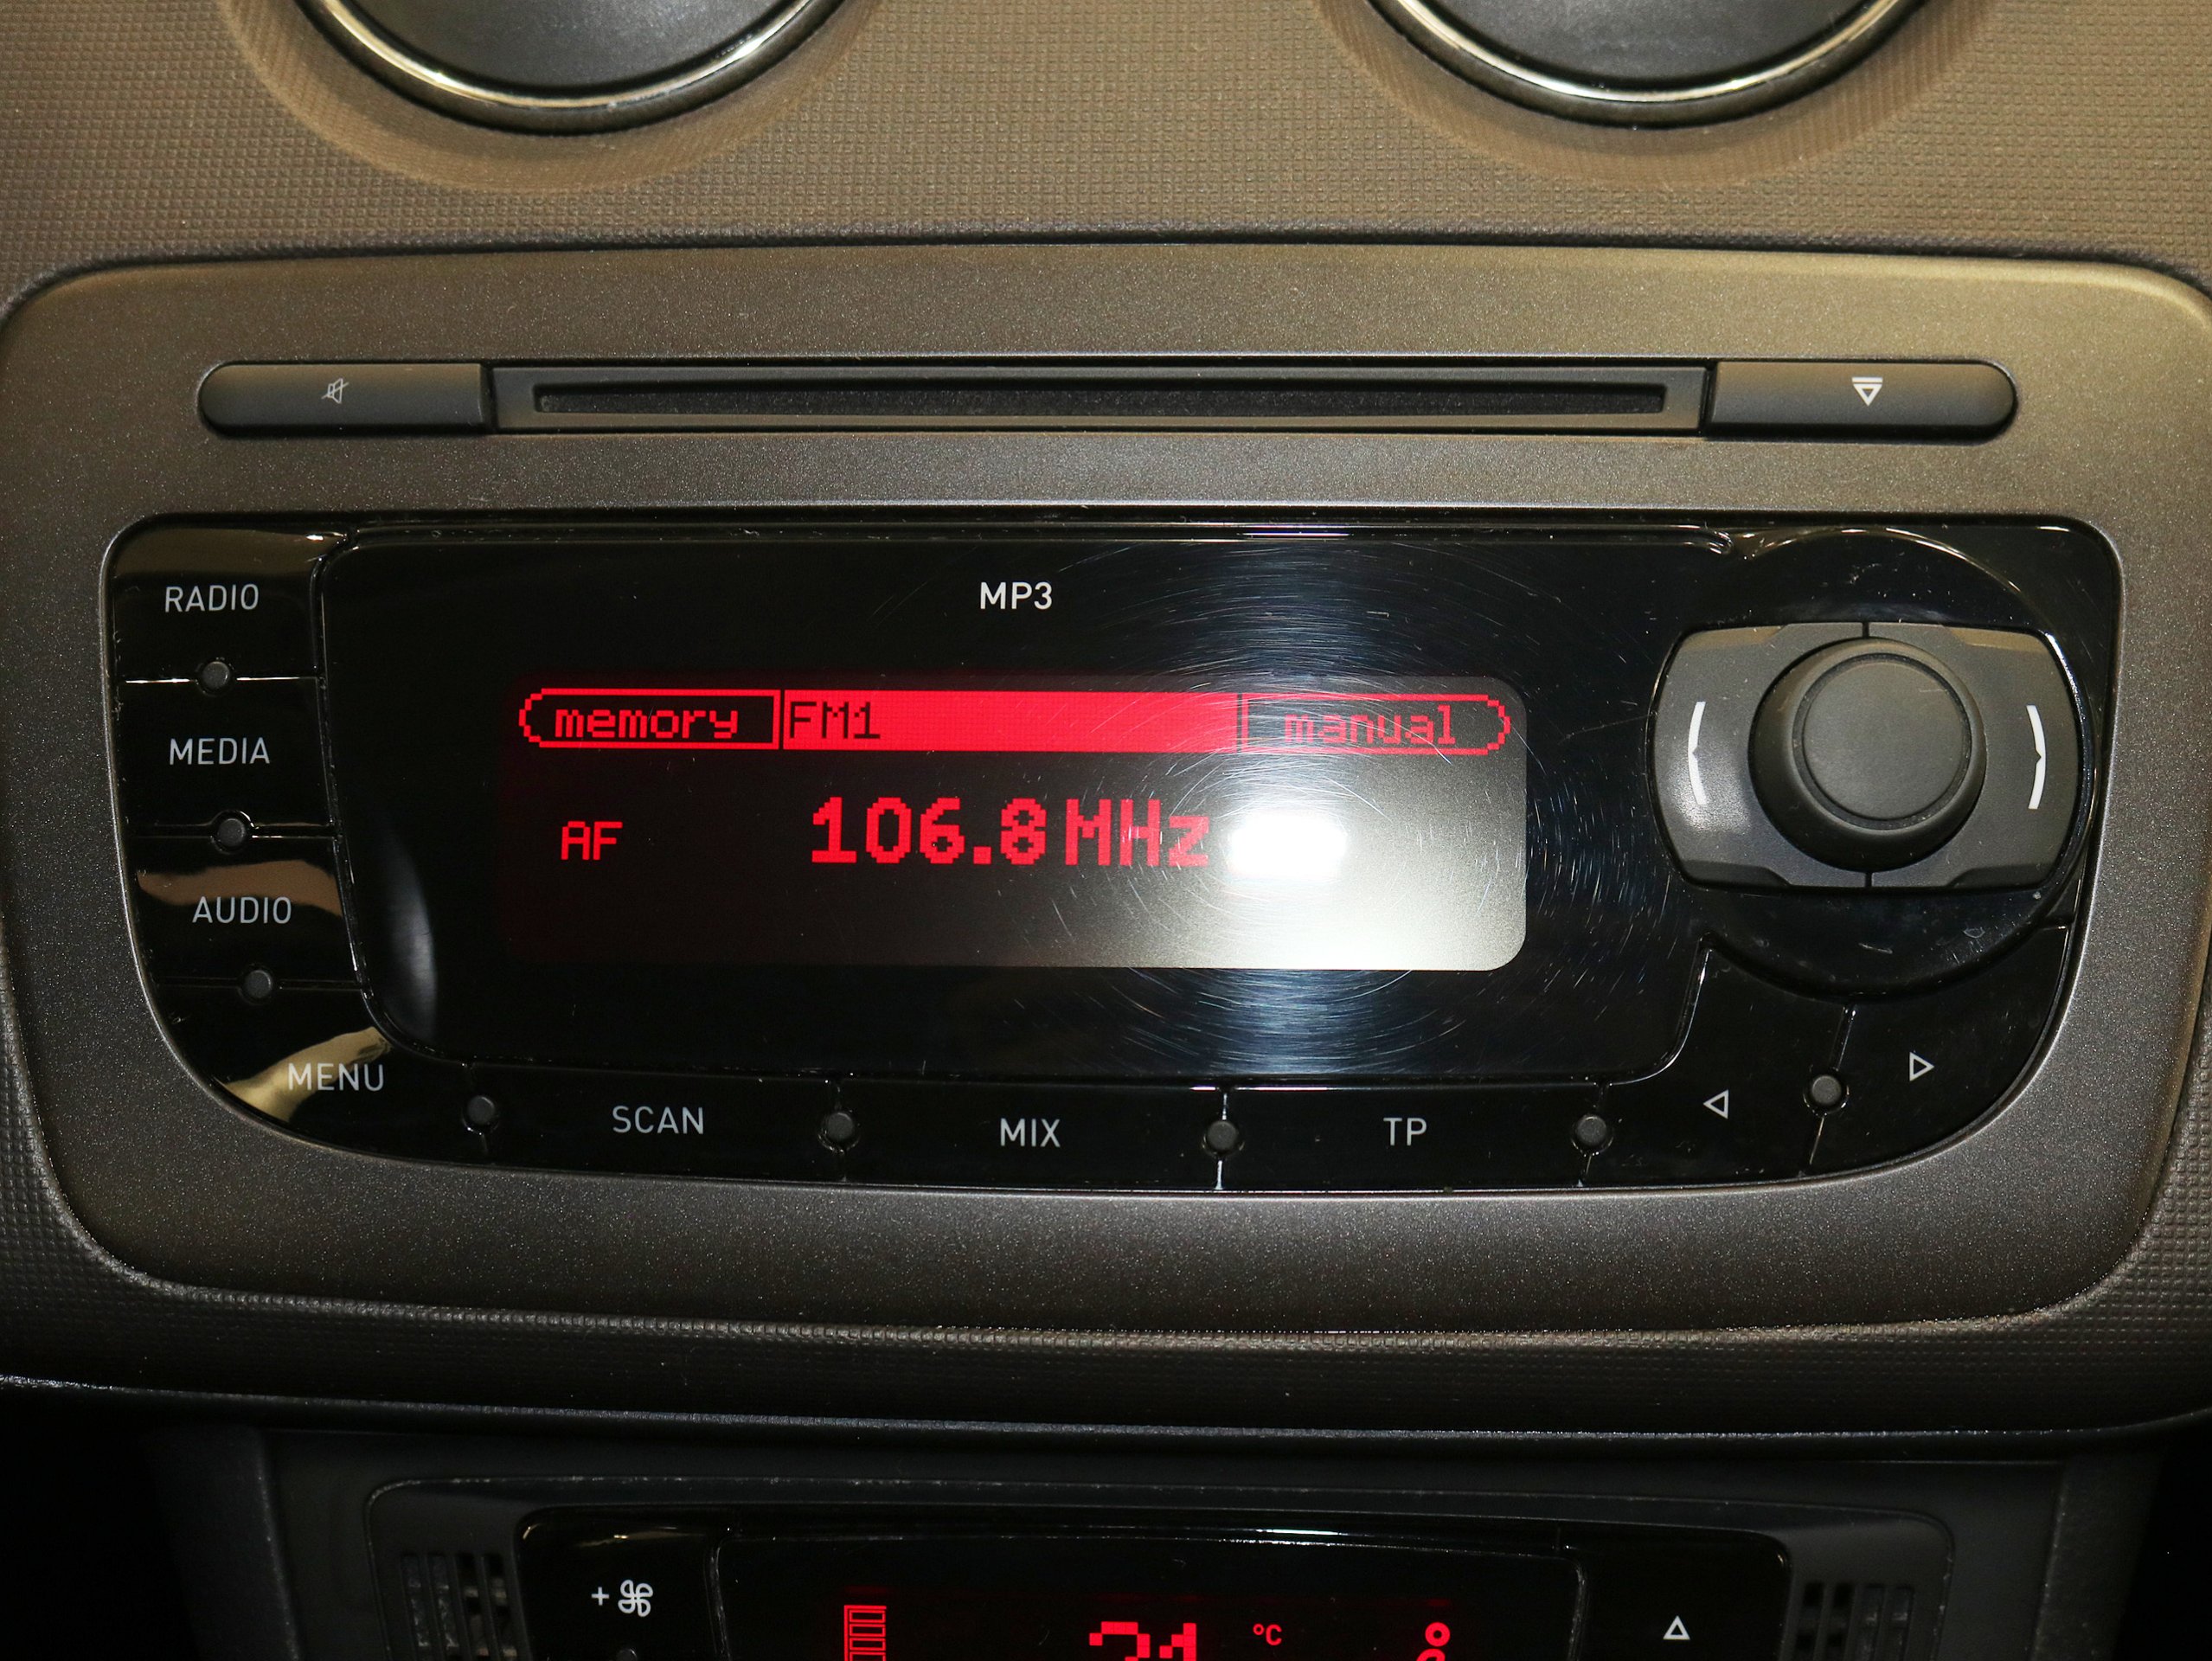 RADIO
MP3
memory FM1 manual
MEDIA
AF 106.8 MHz
AUDIO
MENU
SCAN MIX TP
+
°C